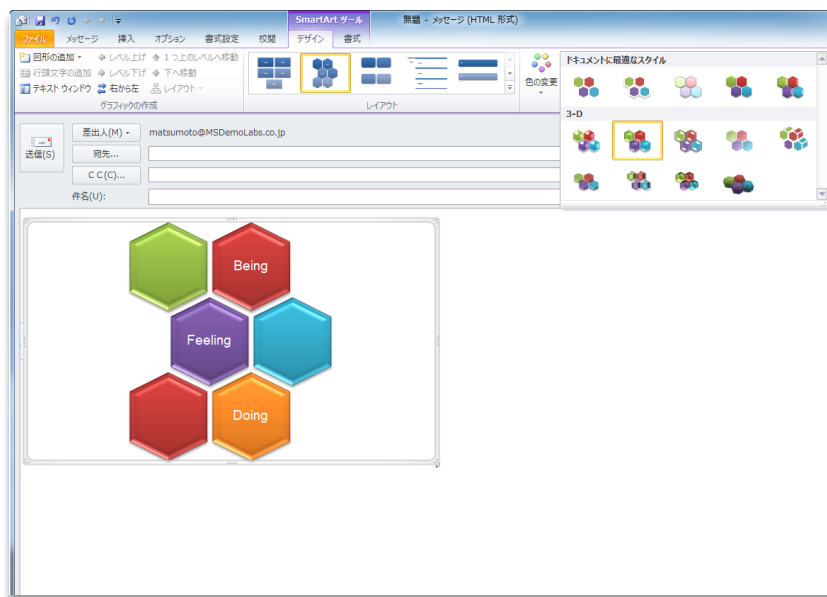 SmartArt ツール
無題 - メッセージ (HTML 形式)
ファイル メッセージ 挿入 オプション 書式設定 校閲 デザイン 書式
図形の追加 レベル上げ 1 つ上のレベルへ移動
行頭文字の追加 レベル下げ 下へ移動
テキスト ウィンドウ 右から左 レイアウト
グラフィックの作成
レイアウト
色の変更
ドキュメントに最適なスタイル
3-D
差出人(M) matsumoto@MSDemoLabs.co.jp
送信(S)
宛先...
C C(C)...
件名(U):
Being
Feeling
Doing